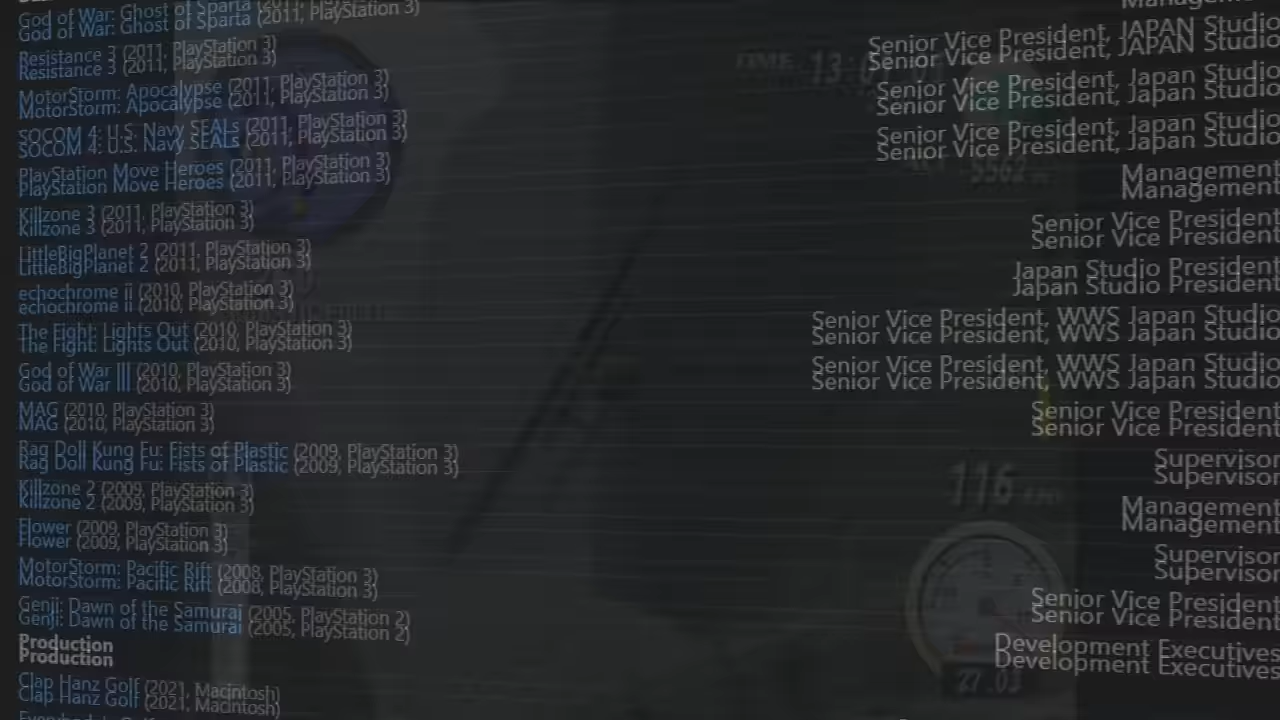 God of War: Ghost of Sparta (2011, PlayStation 3)
Management
Resistance 3 (2011, PlayStation 3)
Senior Vice President, JAPAN Studio
MotorStorm: Apocalypse (2011, PlayStation 3)
Senior Vice President, Japan Studio
SOCOM 4: U.S. Navy SEALs (2011, PlayStation 3)
Senior Vice President, Japan Studio
PlayStation Move Heroes (2011, PlayStation 3)
Management
Killzone 3 (2011, PlayStation 3)
Senior Vice President
LittleBigPlanet 2 (2011, PlayStation 3)
Japan Studio President
echochrome ii (2010, PlayStation 3)
Senior Vice President, WWS Japan Studio
The Fight: Lights Out (2010, PlayStation 3)
Senior Vice President, WWS Japan Studio
God of War III (2010, PlayStation 3)
Senior Vice President
MAG (2010, PlayStation 3)
Supervisor
Rag Doll Kung Fu: Fists of Plastic (2009, PlayStation 3)
Management
Killzone 2 (2009, PlayStation 3)
Supervisor
Flower (2009, PlayStation 3)
Senior Vice President
MotorStorm: Pacific Rift (2008, PlayStation 3)
Development Executives
Genji: Dawn of the Samurai (2005, PlayStation 2)
Production
Clap Hanz Golf (2021, Macintosh)
116
27.03